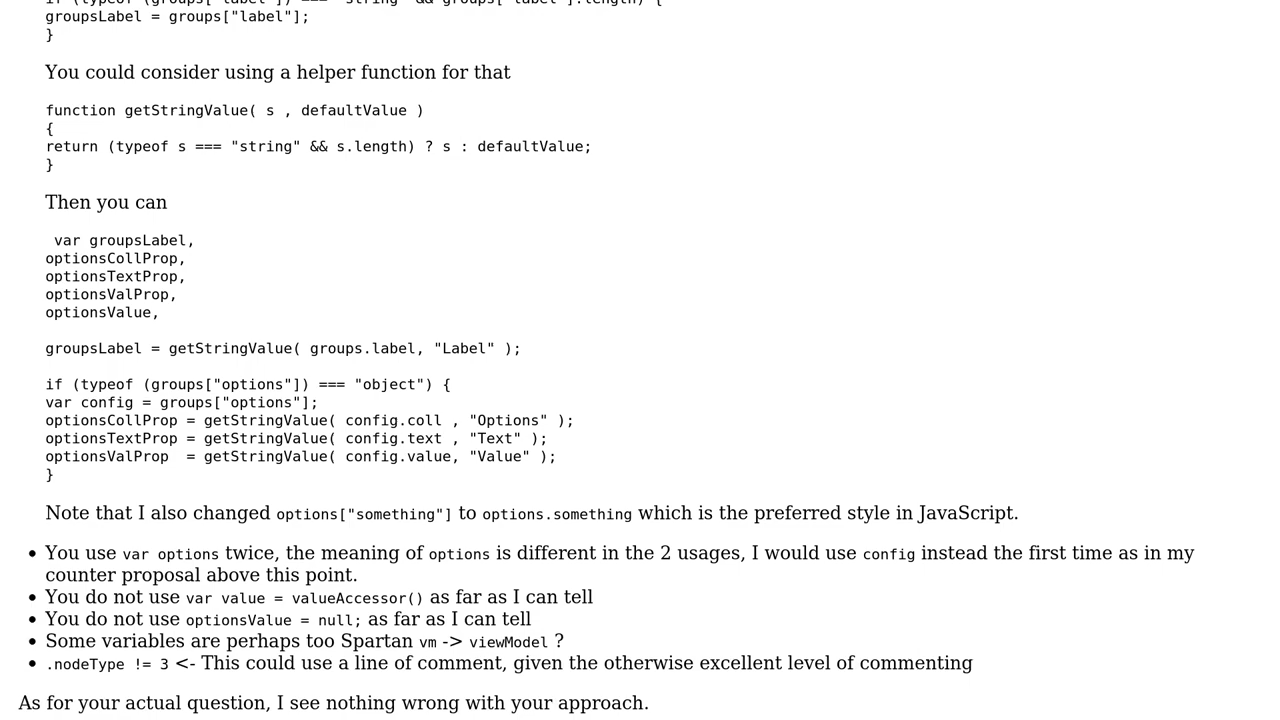 if (typeof (groups["label"]) === "string" && groups["label"].length) {
groupsLabel = groups["label"];
}
You could consider using a helper function for that
function getStringValue( s , defaultValue )
{
return (typeof s === "string" && s.length) ? s : defaultValue;
}
Then you can
var groupsLabel,
optionsCollProp,
optionsTextProp,
optionsValProp,
optionsValue,
groupsLabel = getStringValue( groups.label, "Label" );
if (typeof (groups["options"]) === "object") {
var config = groups["options"];
optionsCollProp = getStringValue( config.coll , "Options" );
optionsTextProp = getStringValue( config.text , "Text" );
optionsValProp  = getStringValue( config.value, "Value" );
}
Note that I also changed options["something"] to options.something which is the preferred style in JavaScript.
• You use var options twice, the meaning of options is different in the 2 usages, I would use config instead the first time as in my
counter proposal above this point.
• You do not use var value = valueAccessor() as far as I can tell
• You do not use optionsValue = null; as far as I can tell
• Some variables are perhaps too Spartan vm -> viewModel ?
• .nodeType != 3 <- This could use a line of comment, given the otherwise excellent level of commenting
As for your actual question, I see nothing wrong with your approach.